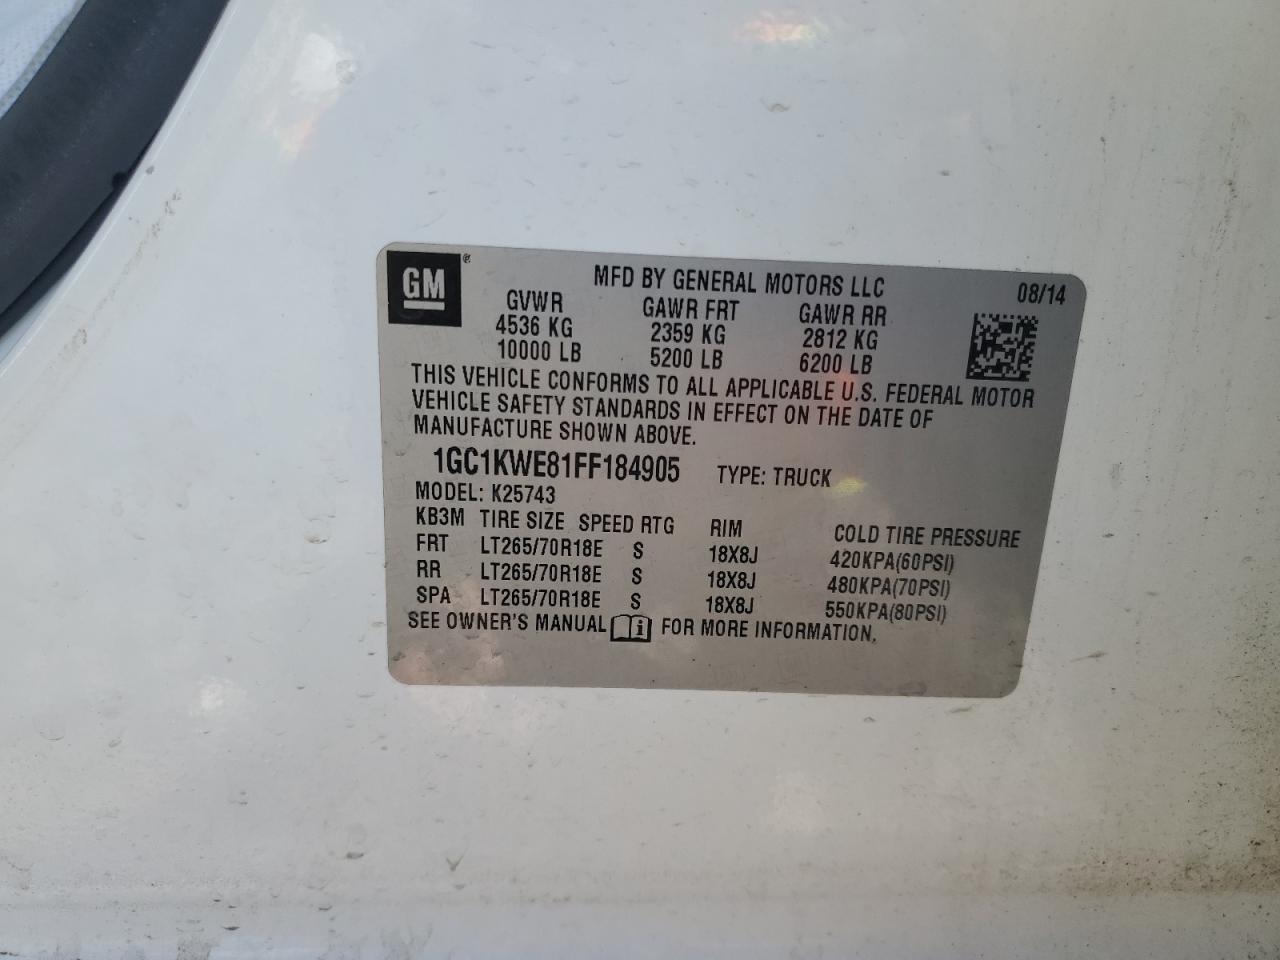 GM ®
MFD BY GENERAL MOTORS LLC 08/14
GVWR GAWR FRT GAWR RR
4536 KG 2359 KG 2812 KG
10000 LB 5200 LB 6200 LB
THIS VEHICLE CONFORMS TO ALL APPLICABLE U.S. FEDERAL MOTOR
VEHICLE SAFETY STANDARDS IN EFFECT ON THE DATE OF
MANUFACTURE SHOWN ABOVE.
1GC1KWE81FF184905 TYPE: TRUCK
MODEL: K25743
KB3M TIRE SIZE SPEED RTG RIM COLD TIRE PRESSURE
FRT LT265/70R18E S 18X8J 420KPA(60PSI)
RR LT265/70R18E S 18X8J 480KPA(70PSI)
SPA LT265/70R18E S 18X8J 550KPA(80PSI)
SEE OWNER'S MANUAL i FOR MORE INFORMATION.